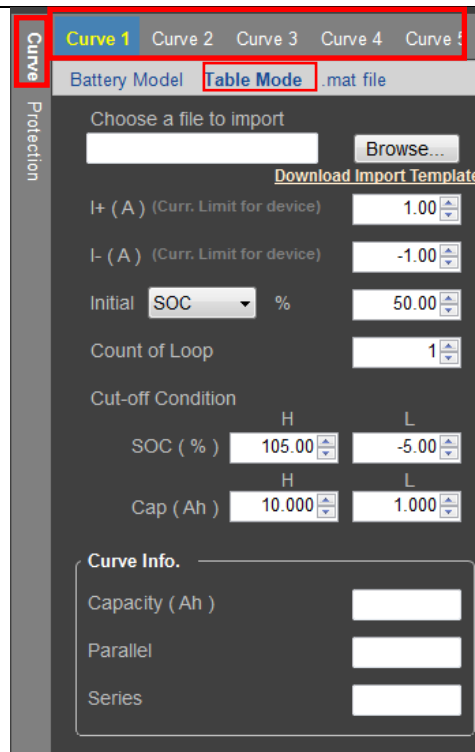 Curve
Protection
Curve 1 Curve 2 Curve 3 Curve 4 Curve 5
Battery Model Table Mode .mat file
Choose a file to import
Browse...
Download Import Template
I+ ( A ) (Curr. Limit for device) 1.00
I- ( A ) (Curr. Limit for device) -1.00
Initial SOC % 50.00
Count of Loop 1
Cut-off Condition
H L
SOC ( % ) 105.00 -5.00
H L
Cap ( Ah ) 10.000 1.000
Curve Info.
Capacity ( Ah )
Parallel
Series